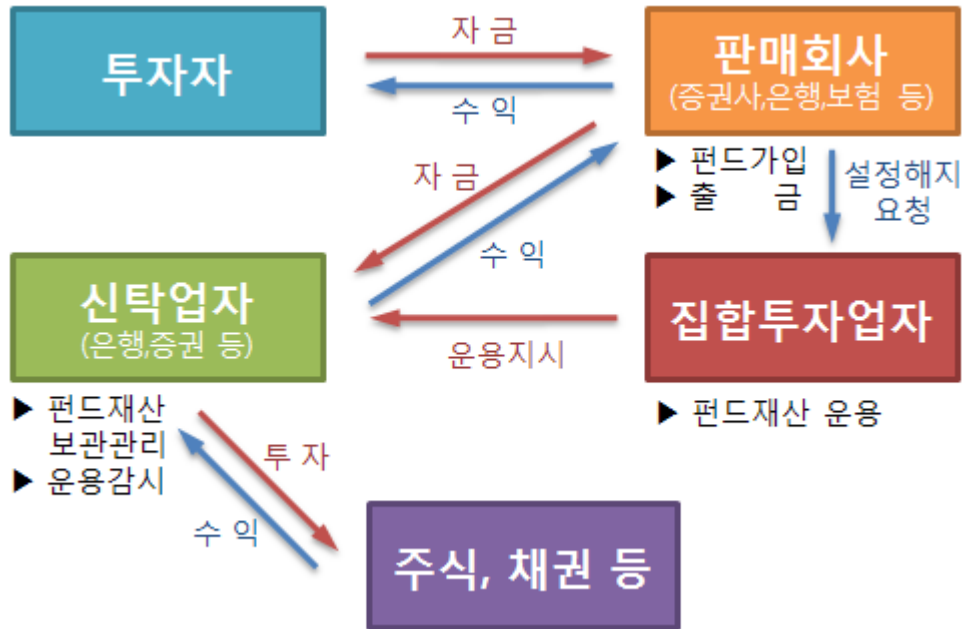 투자자
자 금
수 익
판매회사
(증권사,은행,보험 등)
▶ 펀드가입
▶ 출 금
설정해지
요청
자 금
수 익
신탁업자
(은행,증권 등)
운용지시
집합투자업자
▶ 펀드재산
보관관리
▶ 운용감시
▶ 펀드재산 운용
투 자
수 익
주식, 채권 등